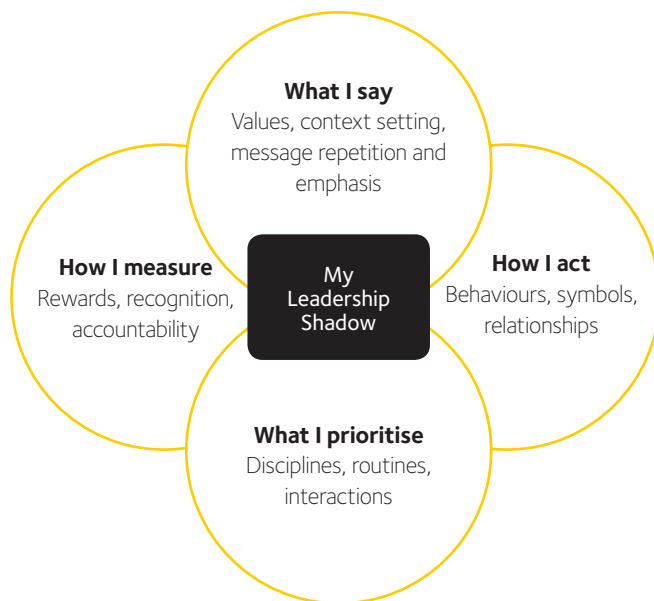 What I say
Values, context setting,
message repetition and
emphasis
How I measure
Rewards, recognition,
accountability
My
Leadership
Shadow
How I act
Behaviours, symbols,
relationships
What I prioritise
Disciplines, routines,
interactions